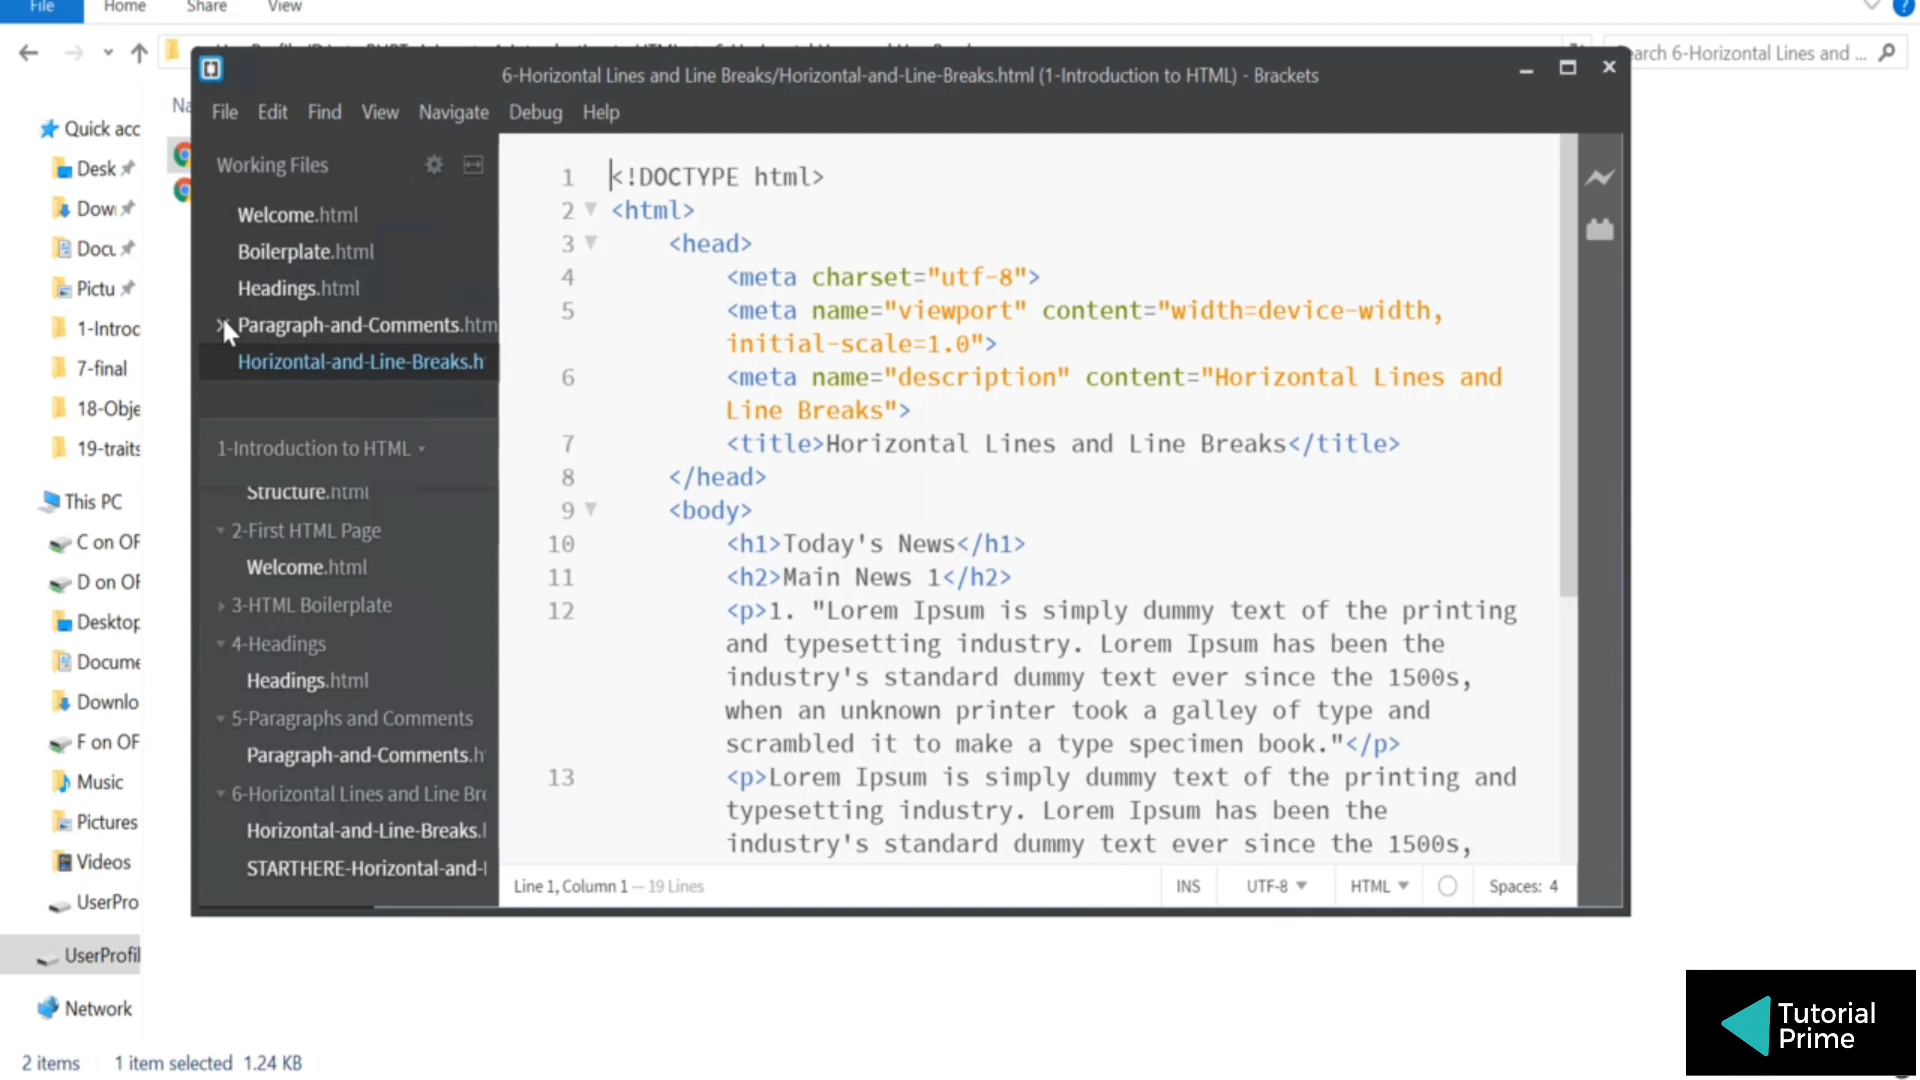 File Home Share View
Search 6-Horizontal Lines and ...
6-Horizontal Lines and Line Breaks/Horizontal-and-Line-Breaks.html (1-Introduction to HTML) - Brackets
File Edit Find View Navigate Debug Help
Quick acc
Desk
Dow
Docu
Pictu
1-Introc
7-final
18-Obje
19-traits
This PC
C on OF
D on OF
Desktop
Docume
Downlo
F on OF
Music
Pictures
Videos
UserPro
UserProfil
Network
2 items 1 item selected 1.24 KB
Working Files
Welcome.html
Boilerplate.html
Headings.html
Paragraph-and-Comments.htm
Horizontal-and-Line-Breaks.h
1-Introduction to HTML
Structure.html
2-First HTML Page
Welcome.html
3-HTML Boilerplate
4-Headings
Headings.html
5-Paragraphs and Comments
Paragraph-and-Comments.h
6-Horizontal Lines and Line Bre
Horizontal-and-Line-Breaks.
STARTHERE-Horizontal-and-
1 <!DOCTYPE html>
2 <html>
3 <head>
4 <meta charset="utf-8">
5 <meta name="viewport" content="width=device-width,
initial-scale=1.0">
6 <meta name="description" content="Horizontal Lines and
Line Breaks">
7 <title>Horizontal Lines and Line Breaks</title>
8 </head>
9 <body>
10 <h1>Today's News</h1>
11 <h2>Main News 1</h2>
12 <p>1. "Lorem Ipsum is simply dummy text of the printing
and typesetting industry. Lorem Ipsum has been the
industry's standard dummy text ever since the 1500s,
when an unknown printer took a galley of type and
scrambled it to make a type specimen book."</p>
13 <p>Lorem Ipsum is simply dummy text of the printing and
typesetting industry. Lorem Ipsum has been the
industry's standard dummy text ever since the 1500s,
Line 1, Column 1 — 19 Lines
INS UTF-8 HTML Spaces: 4
Tutorial
Prime